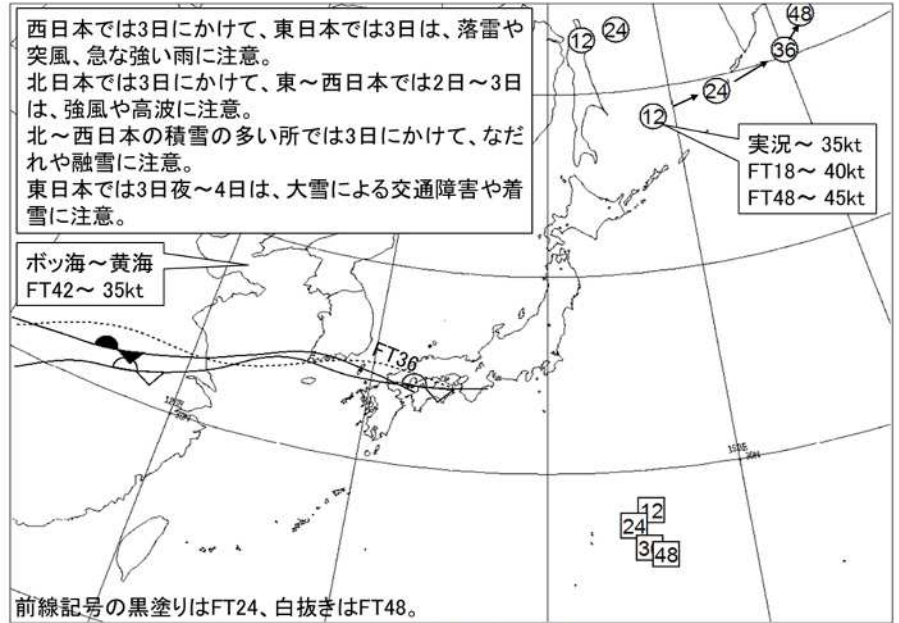 西日本では3日にかけて、東日本では3日は、落雷や
突風、急な強い雨に注意。
北日本では3日にかけて、東～西日本では2日～3日
は、強風や高波に注意。
北～西日本の積雪の多い所では3日にかけて、なだ
れや融雪に注意。
東日本では3日夜～4日は、大雪による交通障害や着
雪に注意。
48
12
24
36
24
12
実況～ 35kt
FT18～ 40kt
FT48～ 45kt
ボッ海～黄海
FT42～ 35kt
FT36
120E
30N
150E
30N
12
24
36
48
前線記号の黒塗りはFT24、白抜きはFT48。